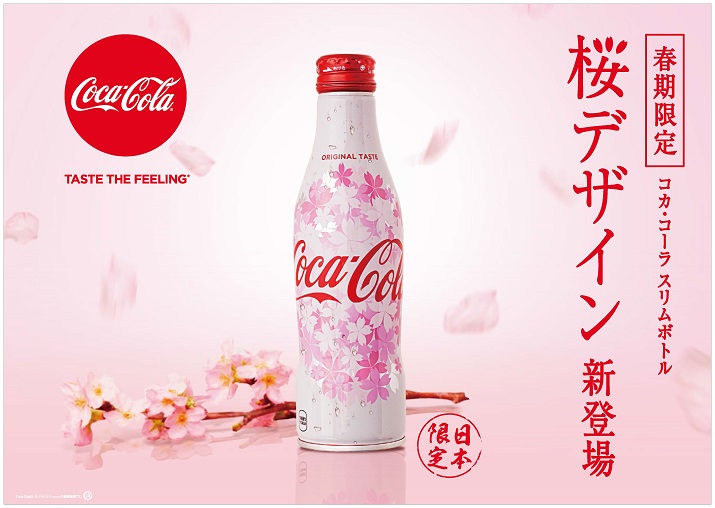 Coca-Cola
TASTE THE FEELING
ORIGINAL TASTE
Coca-Cola
春期限定
コカ・コーラ スリムボトル
桜デザイン 新登場
日本
限定